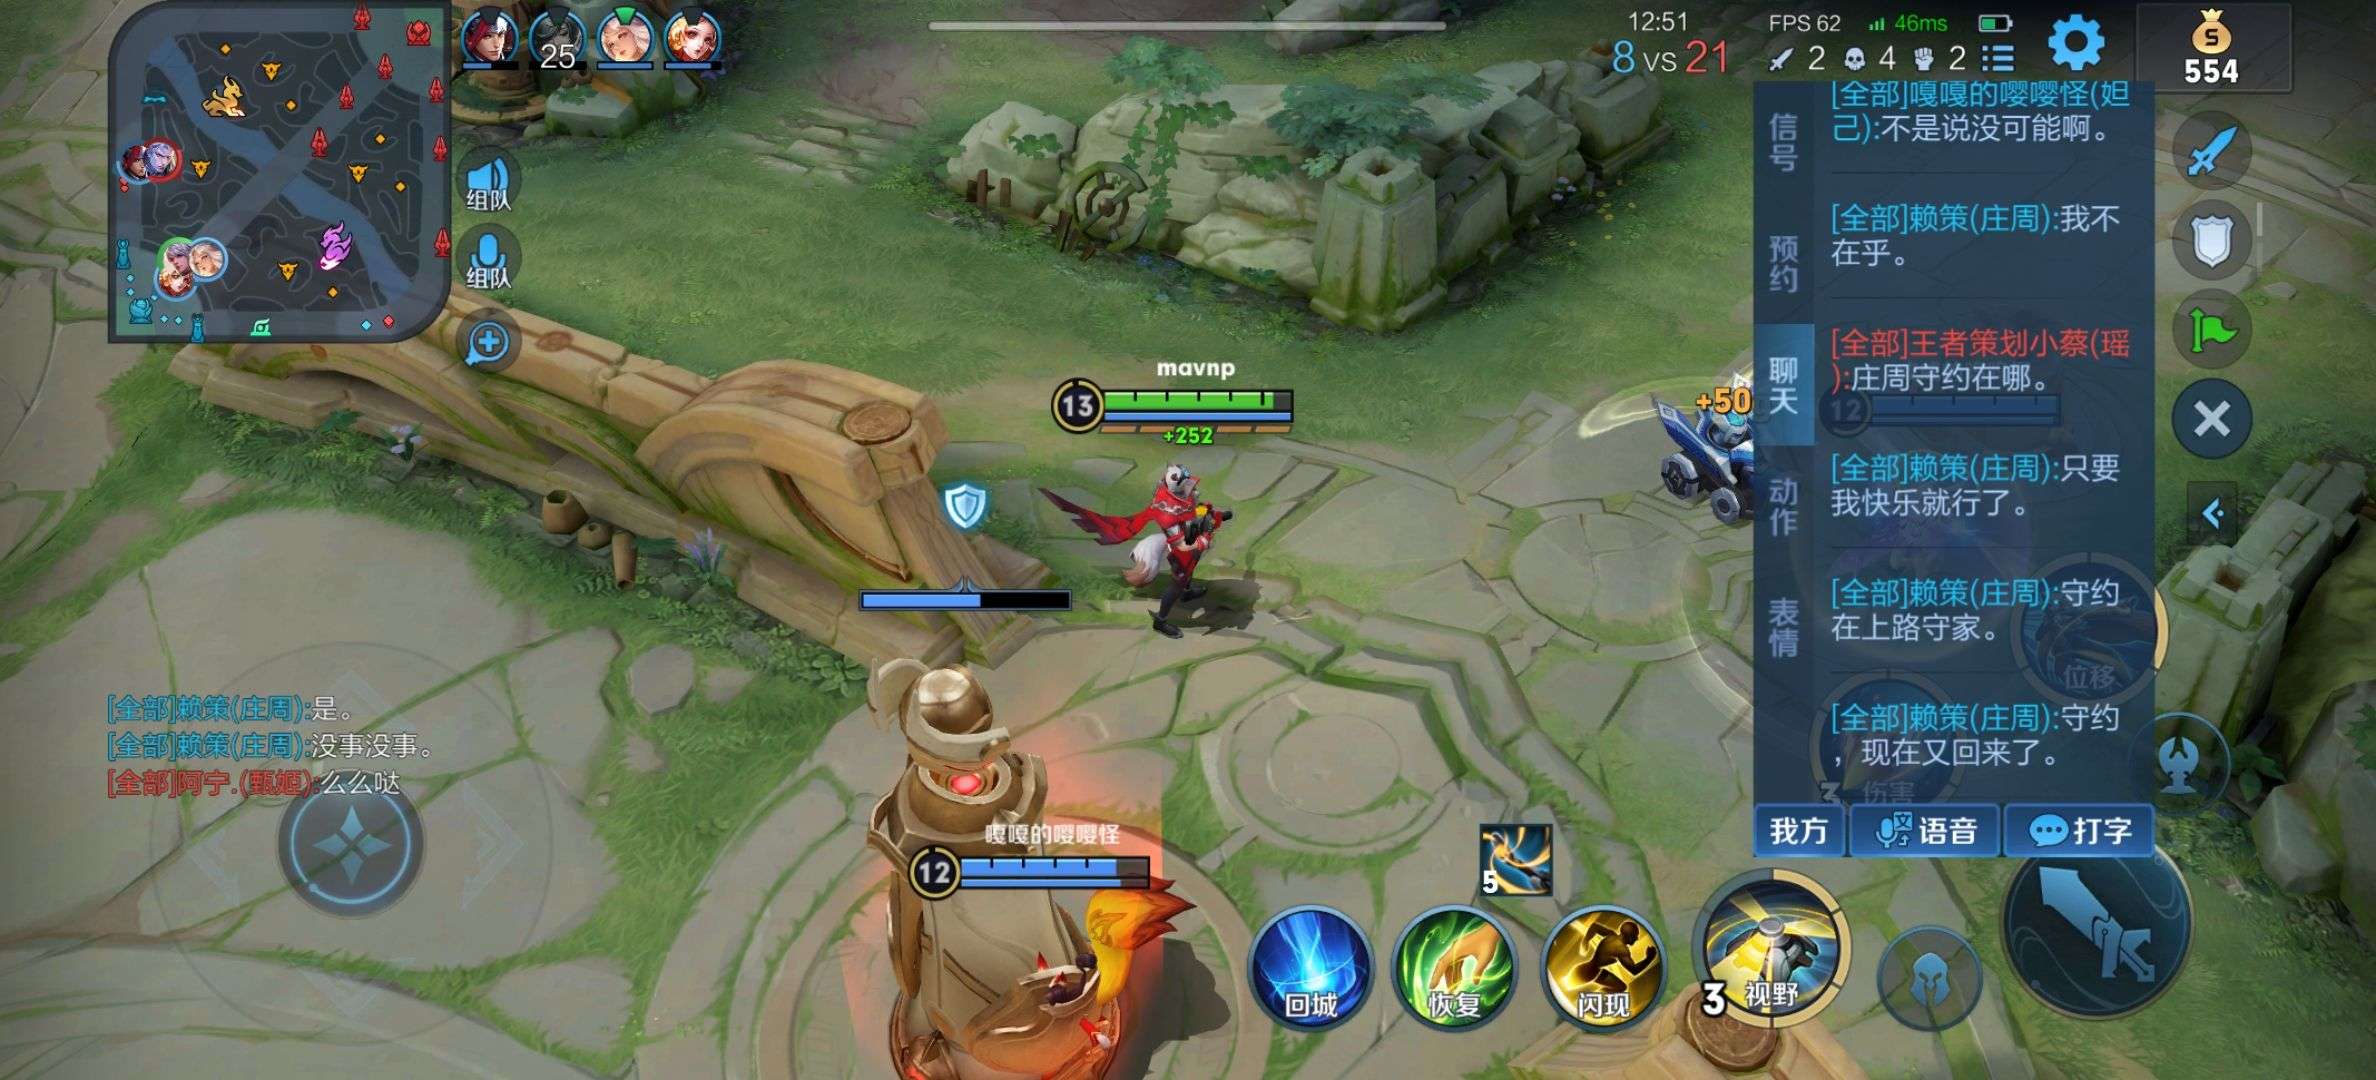 25
12:51
8 VS 21
FPS 62
46ms
2
4
2
554
组队
组队
mavnp
13
+252
+50
信号
预约
聊天
动作
表情
[全部]嘎嘎的嘤嘤怪(妲
己):不是说没可能啊。
[全部]赖策(庄周):我不
在乎。
[全部]王者策划小蔡(瑶
):庄周守约在哪。
12
[全部]赖策(庄周):只要
我快乐就行了。
[全部]赖策(庄周):守约
在上路守家。
位移
[全部]赖策(庄周):守约
，现在又回来了。
3
伤害
我方
语音
打字
[全部]赖策(庄周):是。
[全部]赖策(庄周):没事没事。
[全部]阿宁.(甄姬):么么哒
嘎嘎的嘤嘤怪
12
5
回城
恢复
闪现
3
视野